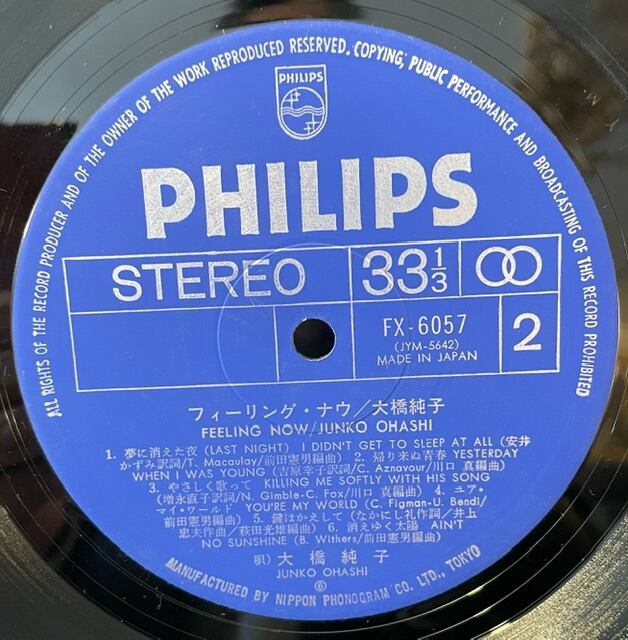 ALL RIGHTS OF THE RECORD PRODUCER AND OF THE OWNER OF THE WORK REPRODUCED RESERVED. COPYING, PUBLIC PERFORMANCE AND BROADCASTING OF THIS RECORD PROHIBITED
PHILIPS
PHILIPS
STEREO 33 1/3
FX-6057 2
(JYM-5642)
MADE IN JAPAN
フィーリング・ナウ/大橋純子
FEELING NOW/JUNKO OHASHI
1. 夢に消えた夜 (LAST NIGHT) I DIDN'T GET TO SLEEP AT ALL (安井
かずみ訳詞/T. Macaulay/前田憲男編曲) 2. 帰り来ぬ青春 YESTERDAY
WHEN I WAS YOUNG (吉原幸子訳詞/C. Aznavour/川口 真編曲)
3. やさしく歌って KILLING ME SOFTLY WITH HIS SONG
(増永直子訳詞/N. Gimble-C. Fox/川口 真編曲) 4. ユア・
マイ・ワールド YOU'RE MY WORLD (C. Figman-U. Bendi/
前田憲男編曲) 5. 鍵はかえして (なかにし礼作詞/井上
忠夫作曲/萩田光雄編曲) 6. 消えゆく太陽 AIN'T
NO SUNSHINE (B. Withers/前田憲男編曲)
唄) 大橋純子
JUNKO OHASHI
MANUFACTURED BY NIPPON PHONOGRAM CO. LTD., TOKYO